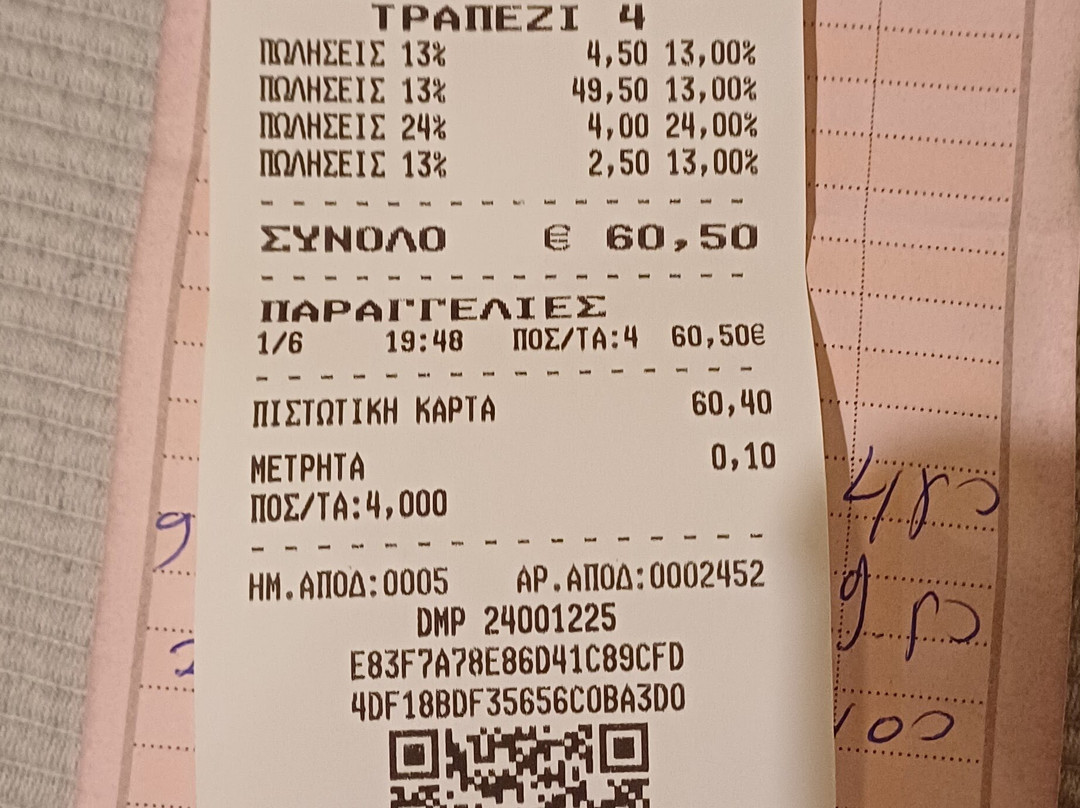 ΤΡΑΠΕΖΙ 4
ΠΩΛΗΣΕΙΣ 13% 4,50 13,00%
ΠΩΛΗΣΕΙΣ 13% 49,50 13,00%
ΠΩΛΗΣΕΙΣ 24% 4,00 24,00%
ΠΩΛΗΣΕΙΣ 13% 2,50 13,00%
ΣΥΝΟΛΟ € 60,50
ΠΑΡΑΓΓΕΛΙΕΣ
1/6 19:48 ΠΟΣ/ΤΑ:4 60,50€
ΠΙΣΤΩΤΙΚΗ ΚΑΡΤΑ 60,40
ΜΕΤΡΗΤΑ 0,10
ΠΟΣ/ΤΑ:4,000
ΗΜ.ΑΠΟΔ:0005 ΑΡ.ΑΠΟΔ:0002452
DMP 24001225
E83F7A78E86D41C89CFD
4DF18BDF35656C0BA3D0